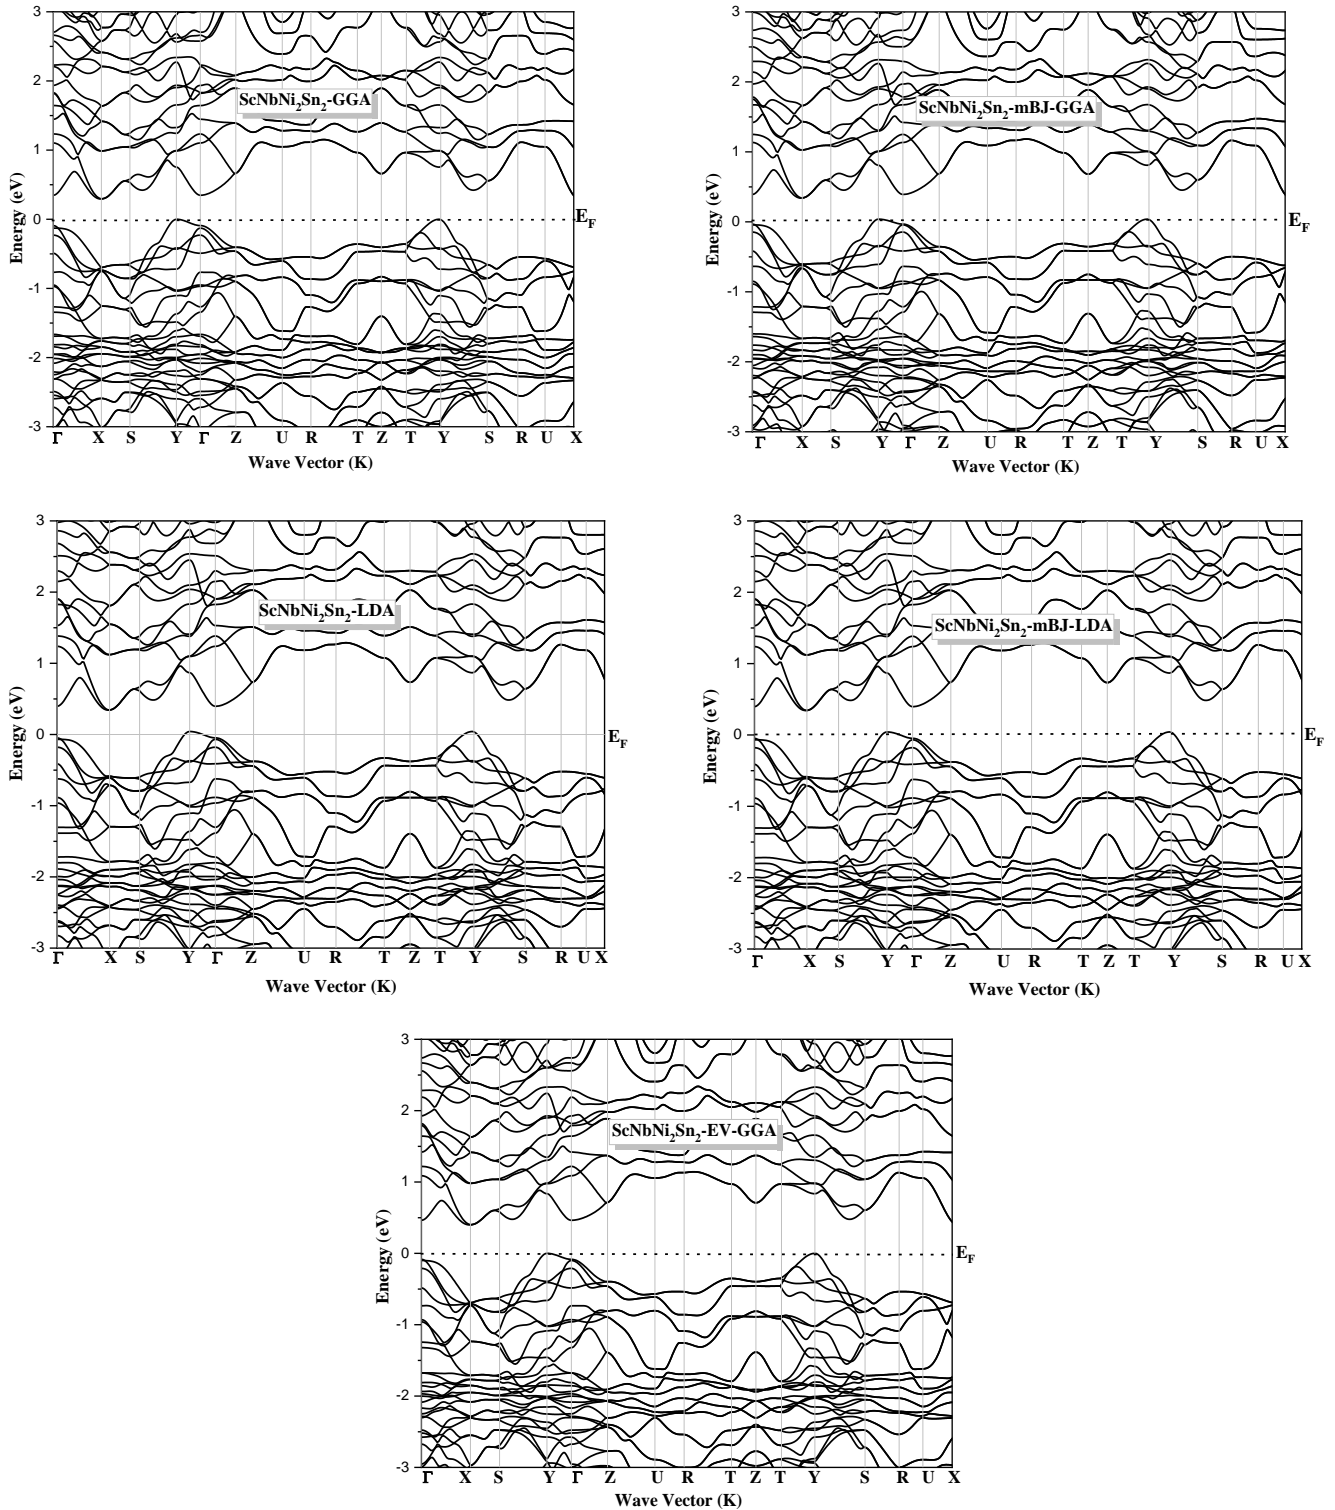 3
2
1
0
-1
-2
-3
Energy (eV)
ScNbNi₂Sn₂-GGA
E_F
Γ X S Y Γ Z U R T Z T Y S R U X
Wave Vector (K)
3
2
1
0
-1
-2
-3
Energy (eV)
ScNbNi₂Sn₂-mBJ-GGA
E_F
Γ X S Y Γ Z U R T Z T Y S R U X
Wave Vector (K)
3
2
1
0
-1
-2
-3
Energy (eV)
ScNbNi₂Sn₂-LDA
E_F
Γ X S Y Γ Z U R T Z T Y S R U X
Wave Vector (K)
3
2
1
0
-1
-2
-3
Energy (eV)
ScNbNi₂Sn₂-mBJ-LDA
E_F
Γ X S Y Γ Z U R T Z T Y S R U X
Wave Vector (K)
3
2
1
0
-1
-2
-3
Energy (eV)
ScNbNi₂Sn₂-EV-GGA
E_F
Γ X S Y Γ Z U R T Z T Y S R U X
Wave Vector (K)